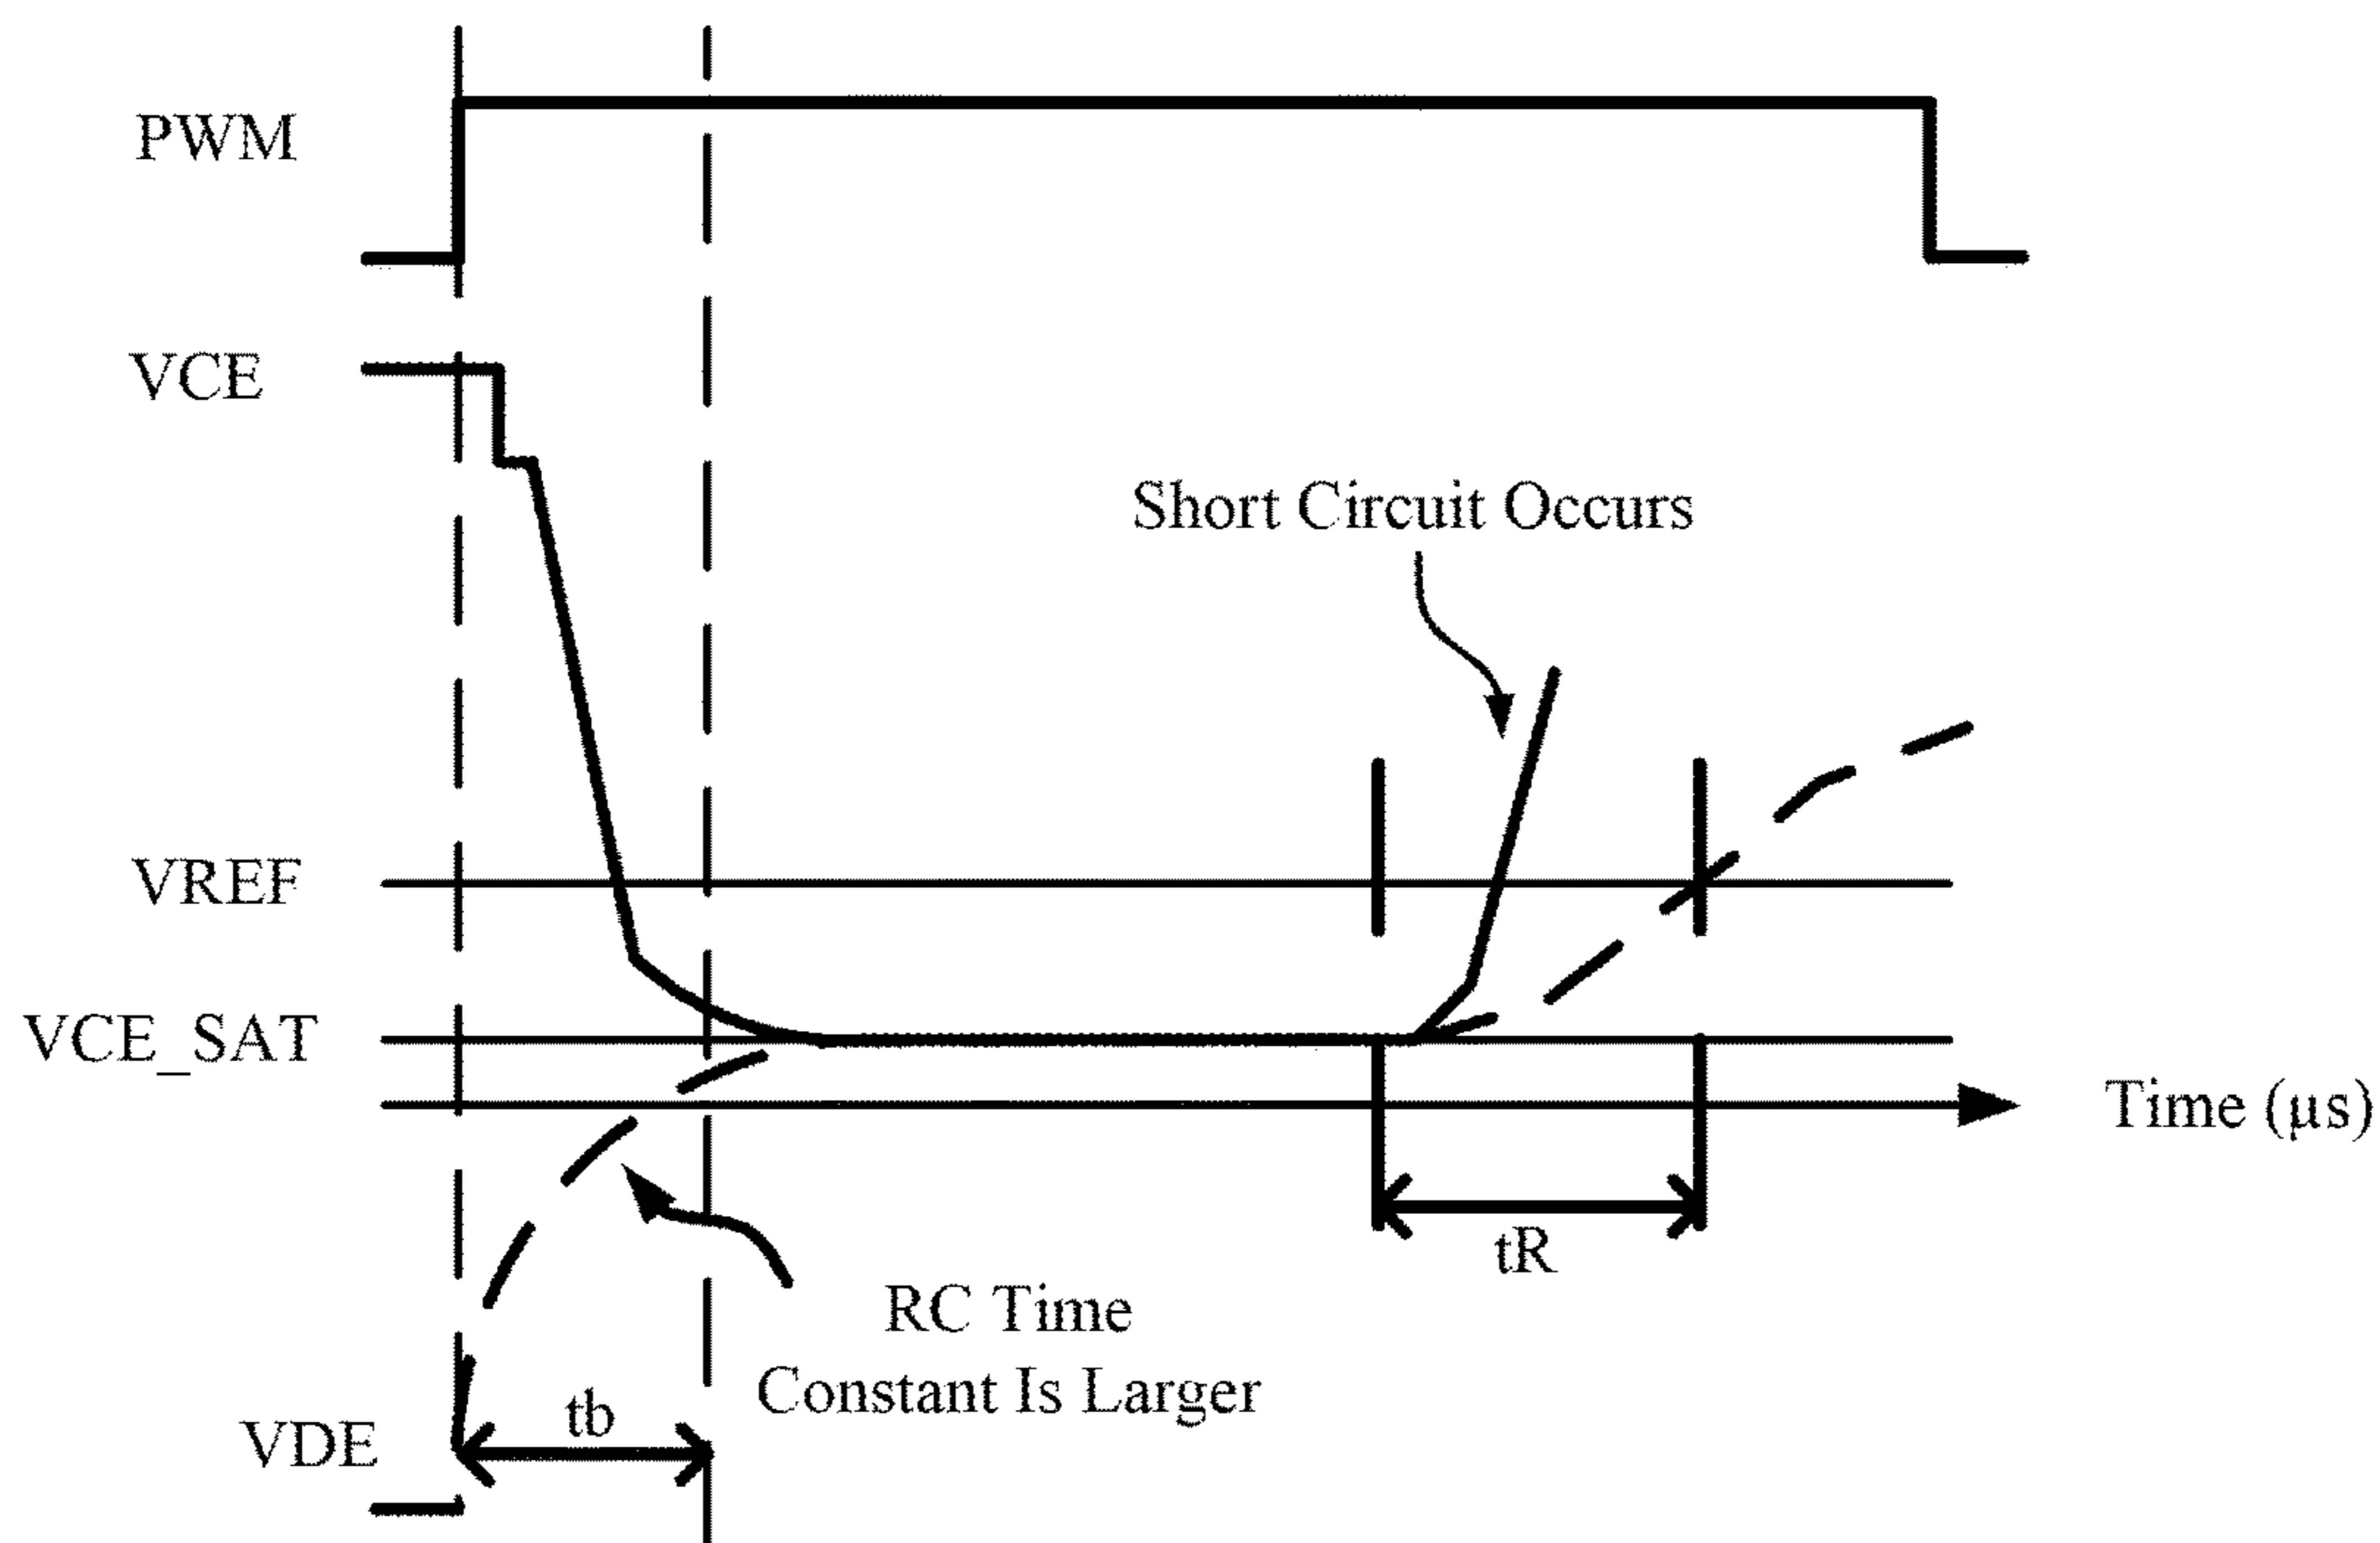 PWM
VCE
Short Circuit Occurs
VREF
VCE_SAT
Time (μs)
tR
RC Time
Constant Is Larger
tb
VDE